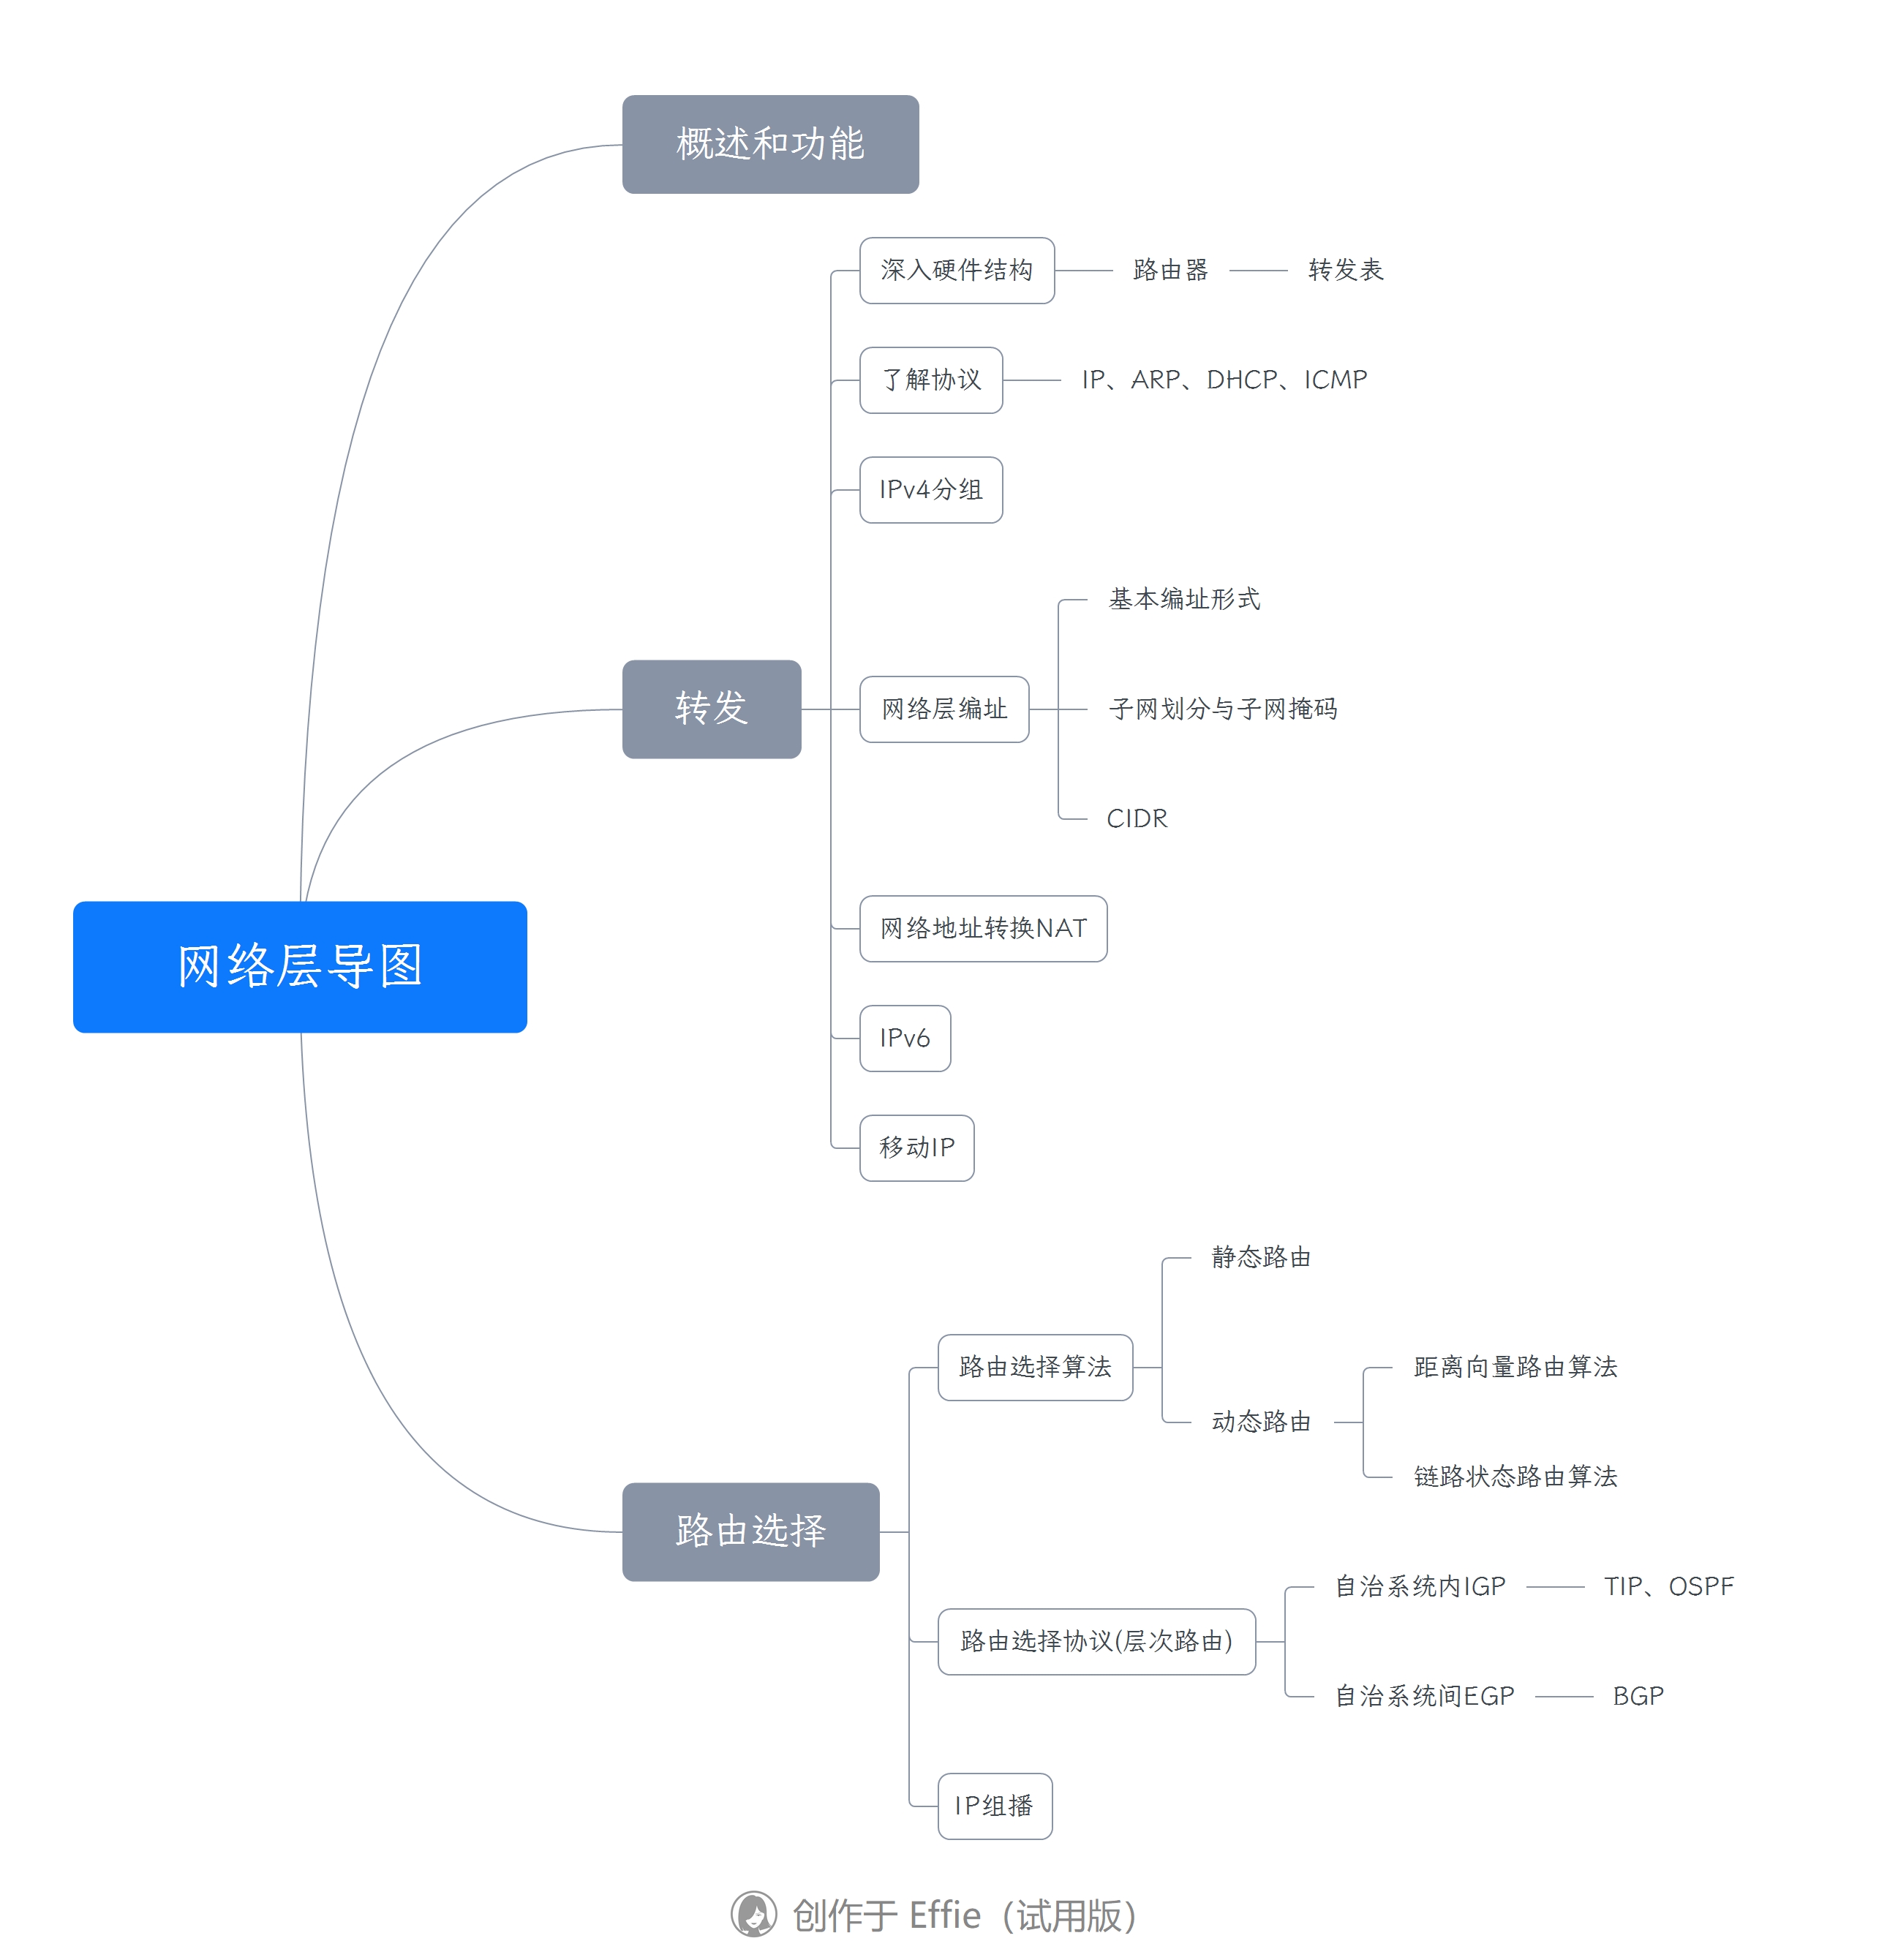 概述和功能
深入硬件结构
路由器
转发表
了解协议
IP、ARP、DHCP、ICMP
IPv4分组
基本编址形式
转发
网络层编址
子网划分与子网掩码
CIDR
网络地址转换NAT
网络层导图
IPv6
移动IP
静态路由
路由选择算法
距离向量路由算法
动态路由
链路状态路由算法
路由选择
自治系统内IGP
TIP、OSPF
路由选择协议(层次路由)
自治系统间EGP
BGP
IP组播
创作于 Effie（试用版）